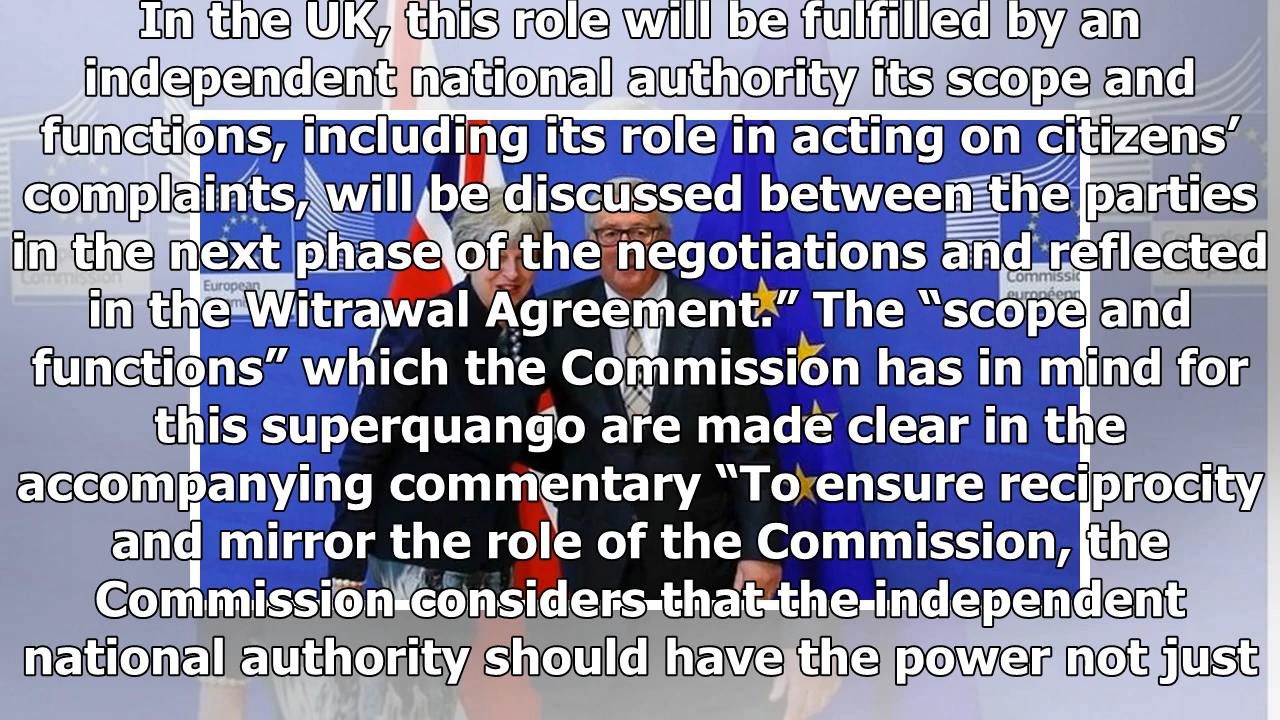 In the UK, this role will be fulfilled by an
independent national authority its scope and
functions, including its role in acting on citizens’
complaints, will be discussed between the parties
in the next phase of the negotiations and reflected
in the Witrawal Agreement.” The “scope and
functions” which the Commission has in mind for
this superquango are made clear in the
accompanying commentary “To ensure reciprocity
and mirror the role of the Commission, the
Commission considers that the independent
national authority should have the power not just
European
Commission
européenne